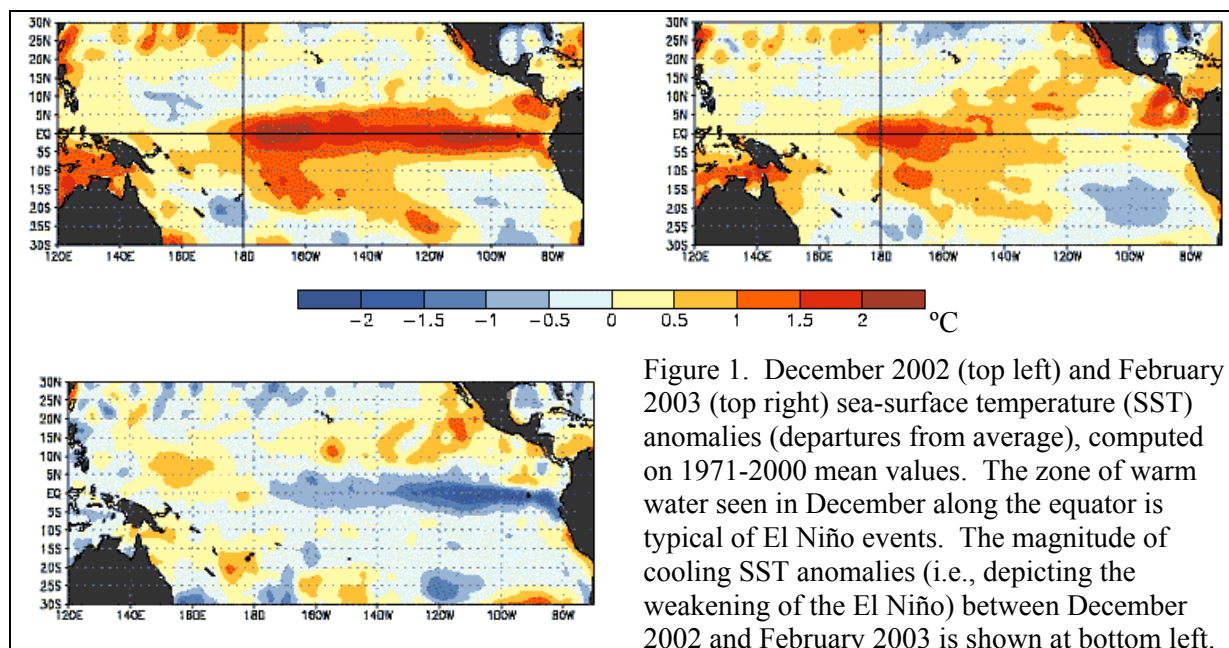 30N
25N
20N
15N
10N
5N
EQ
5S
10S
15S
20S
25S
30S
120E 140E 160E 180 160W 140W 120W 100W 80W
30N
25N
20N
15N
10N
5N
EQ
5S
10S
15S
20S
25S
30S
120E 140E 160E 180 160W 140W 120W 100W 80W
−2 −1.5 −1 −0.5 0 0.5 1 1.5 2 ºC
30N
25N
20N
15N
10N
5N
EQ
5S
10S
15S
20S
25S
30S
120E 140E 160E 180 160W 140W 120W 100W 80W
Figure 1. December 2002 (top left) and February
2003 (top right) sea-surface temperature (SST)
anomalies (departures from average), computed
on 1971-2000 mean values. The zone of warm
water seen in December along the equator is
typical of El Niño events. The magnitude of
cooling SST anomalies (i.e., depicting the
weakening of the El Niño) between December
2002 and February 2003 is shown at bottom left.